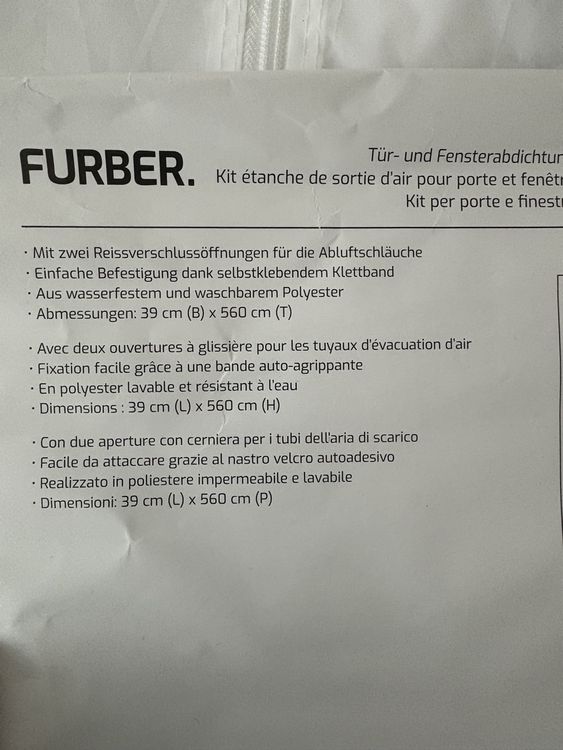 FURBER.
Tür- und Fensterabdichtun
Kit étanche de sortie d'air pour porte et fenêtr
Kit per porte e finestr
· Mit zwei Reissverschlussöffnungen für die Abluftschläuche
· Einfache Befestigung dank selbstklebendem Klettband
· Aus wasserfestem und waschbarem Polyester
· Abmessungen: 39 cm (B) x 560 cm (T)
· Avec deux ouvertures à glissière pour les tuyaux d'évacuation d'air
· Fixation facile grâce à une bande auto-agrippante
· En polyester lavable et résistant à l'eau
· Dimensions : 39 cm (L) x 560 cm (H)
· Con due aperture con cerniera per i tubi dell'aria di scarico
· Facile da attaccare grazie al nastro velcro autoadesivo
· Realizzato in poliestere impermeabile e lavabile
· Dimensioni: 39 cm (L) x 560 cm (P)